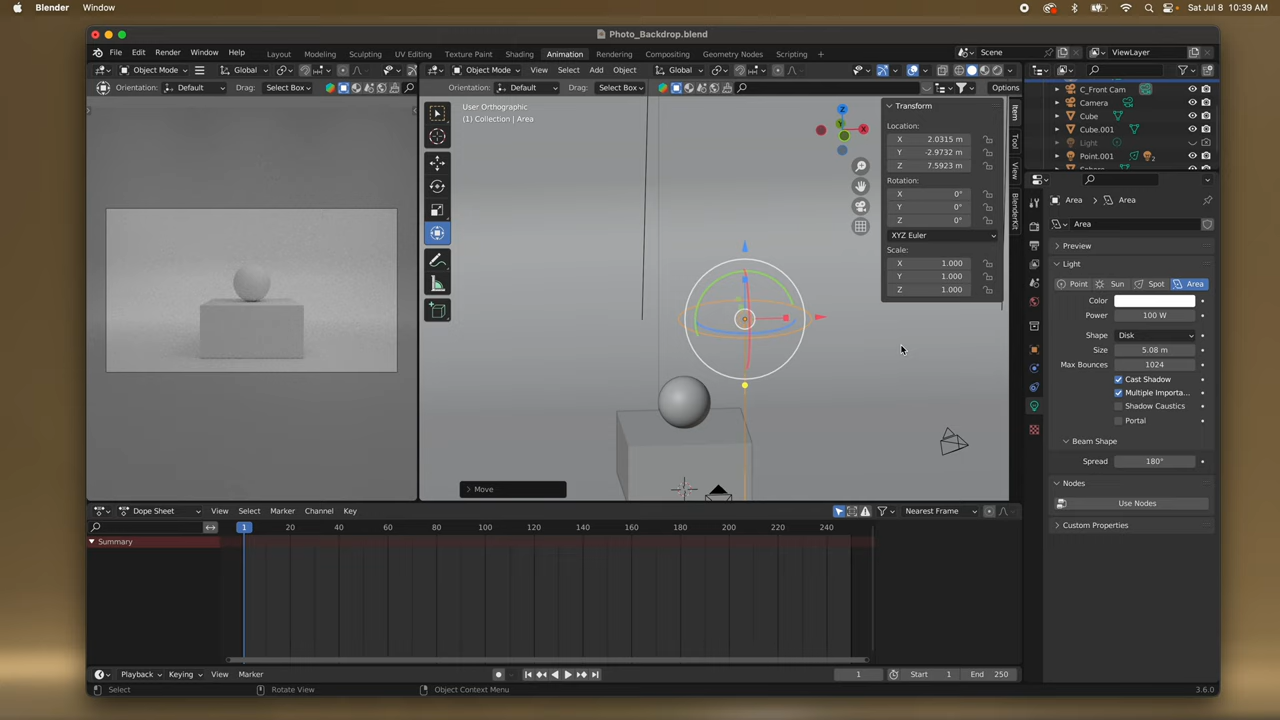 Blender Window Sat Jul 8 10:39 AM
Photo_Backdrop.blend
File Edit Render Window Help Layout Modeling Sculpting UV Editing Texture Paint Shading Animation Rendering Compositing Geometry Nodes Scripting + Scene ViewLayer
Object Mode Global Object Mode View Select Add Object Global
Orientation: Default Drag: Select Box Orientation: Default Drag: Select Box Options
User Orthographic
(1) Collection | Area
Z
X
Y
Transform
Location:
X 2.0315 m
Y -2.9732 m
Z 7.5923 m
Rotation:
X 0°
Y 0°
Z 0°
XYZ Euler
Scale:
X 1.000
Y 1.000
Z 1.000
Item
Tool
View
BlenderKit
C_Front Cam
Camera
Cube
Cube.001
Light
Point.001 2
Area Area
Area
Preview
Light
Point Sun Spot Area
Color
Power 100 W
Shape Disk
Size 5.08 m
Max Bounces 1024
Cast Shadow
Multiple Importa...
Shadow Caustics
Portal
Beam Shape
Spread 180°
Nodes
Use Nodes
Custom Properties
Move
Dope Sheet View Select Marker Channel Key Nearest Frame
1 20 40 60 80 100 120 140 160 180 200 220 240
Summary
Playback Keying View Marker 1 Start 1 End 250
Select Rotate View Object Context Menu 3.6.0